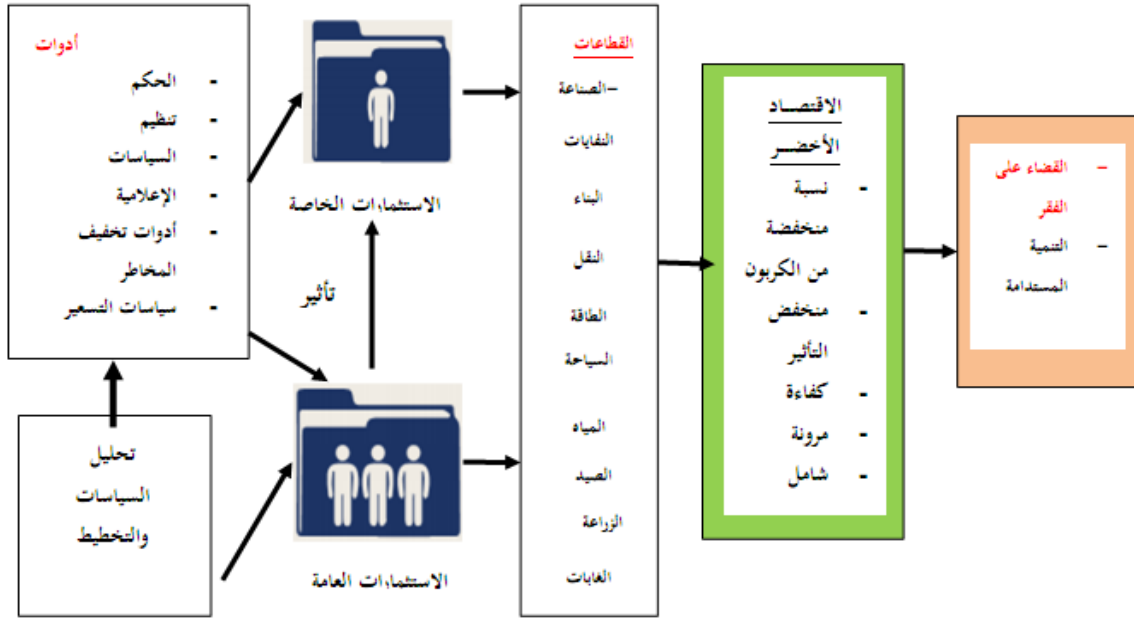 أدوات
- الحكم
- تنظيم
- السياسات
- الإعلامية
- أدوات تخفيف
المخاطر
- سياسات التسعير
تحليل
السياسات
والتخطيط
الاستثمارات الخاصة
تأثير
الاستثمارات العامة
القطاعات
-الصناعة
النفايات
البناء
النقل
الطاقة
السياحة
المياه
الصيد
الزراعة
الغابات
الاقتصاد
الأخضر
- نسبة
منخفضة
من الكربون
- منخفض
التأثير
- كفاءة
- مرونة
- شامل
- القضاء على
الفقر
- التنمية
المستدامة